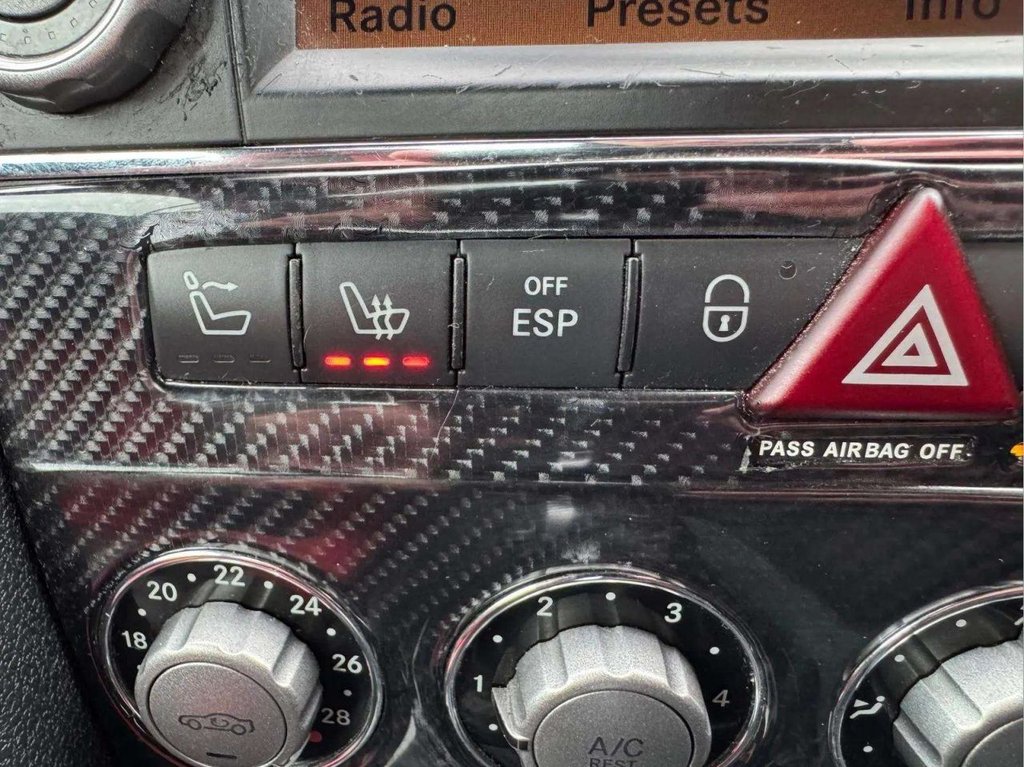 Radio Presets Info
OFF
ESP
PASS AIRBAG OFF
18 20 22 24 26 28
1 2 3 4
A/C
REST